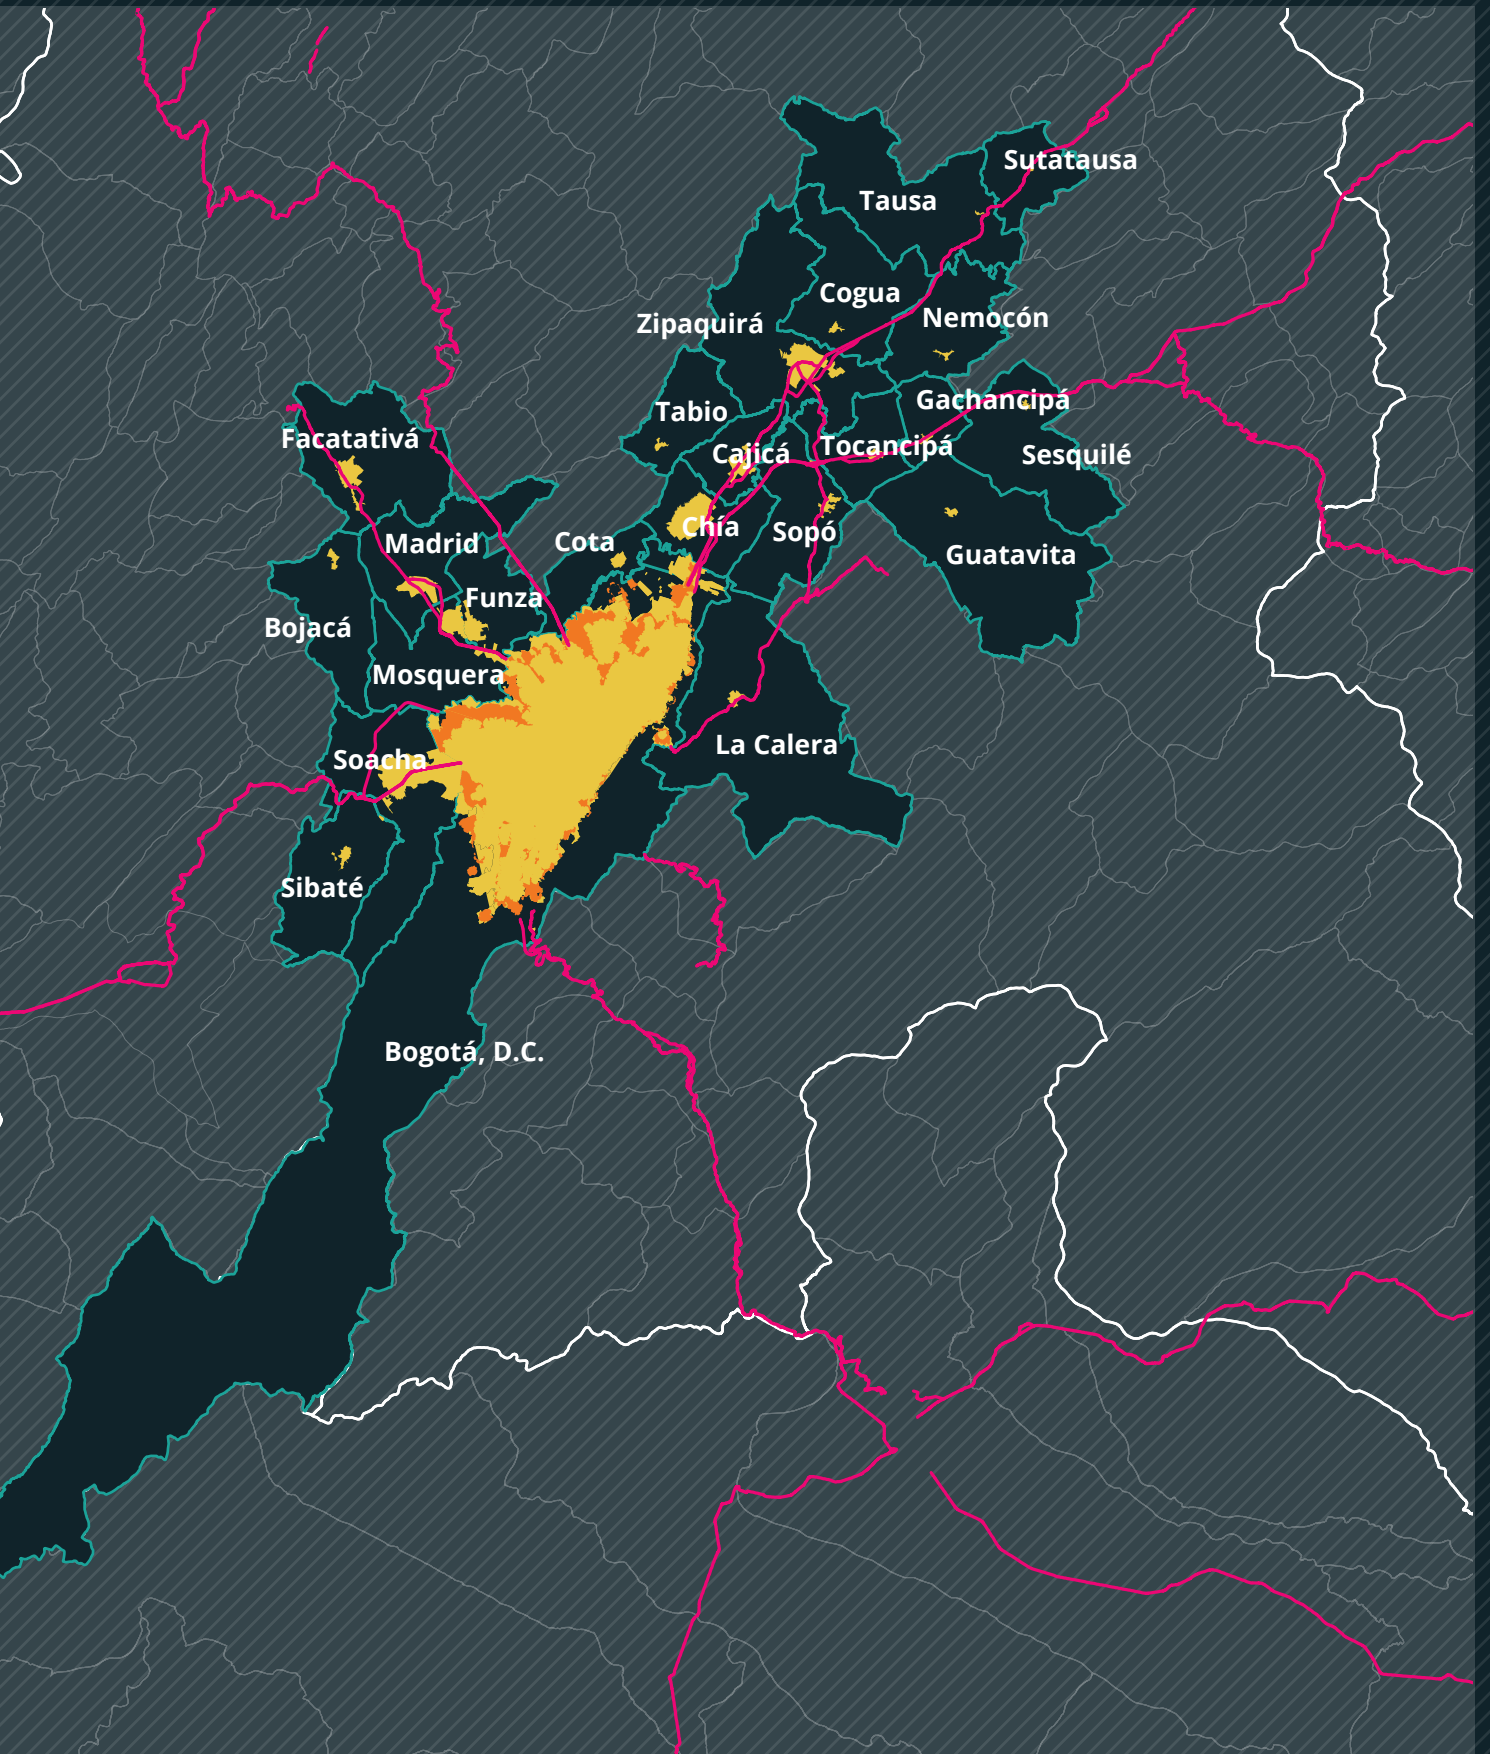 Sutatausa
Tausa
Cogua
Nemocón
Zipaquirá
Gachancipá
Tabio
Facatativá
Cajicá
Tocancipá
Sesquilé
Chía
Sopó
Cota
Madrid
Guatavita
Funza
Bojacá
Mosquera
La Calera
Soacha
Sibaté
Bogotá, D.C.